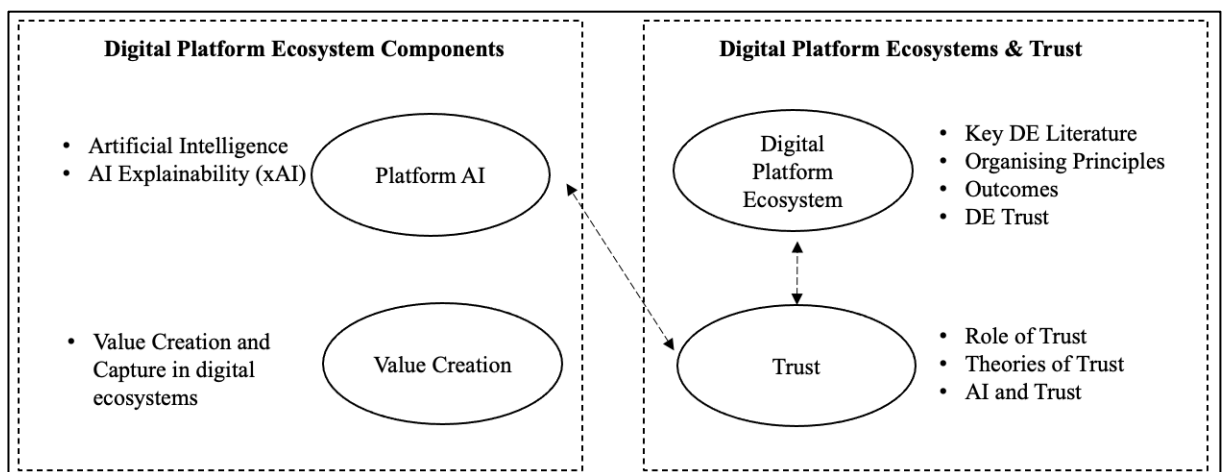 Digital Platform Ecosystem Components
• Artificial Intelligence
• AI Explainability (xAI)
Platform AI
• Value Creation and
Capture in digital
ecosystems
Value Creation
Digital Platform Ecosystems & Trust
Digital
Platform
Ecosystem
• Key DE Literature
• Organising Principles
• Outcomes
• DE Trust
Trust
• Role of Trust
• Theories of Trust
• AI and Trust